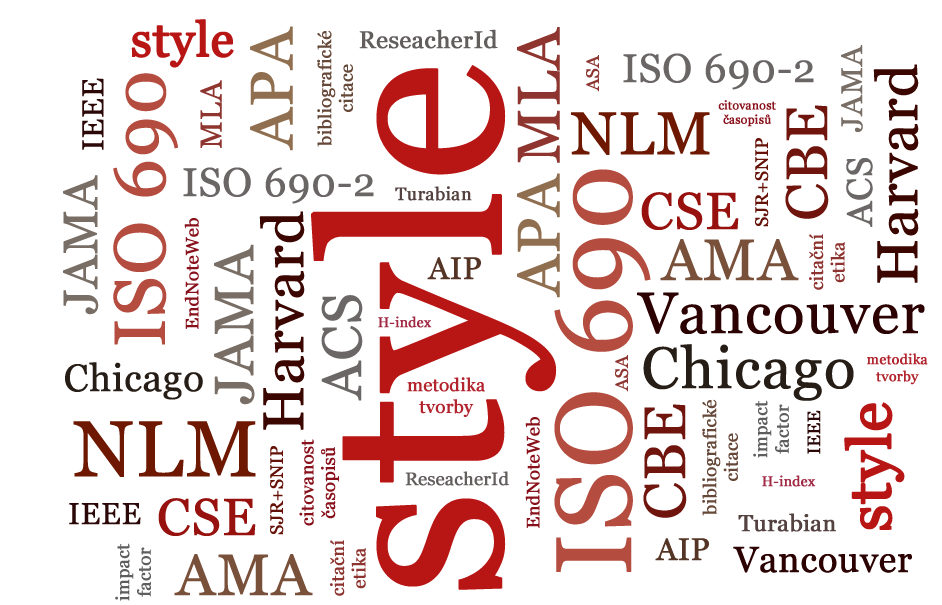 style
ReseacherId
IEEE
ISO 690
MLA
APA
bibliografické
citace
style
MLA
ASA
ISO 690-2
JAMA
Harvard
citovanost
časopisů
NLM
SJR+SNIP
CBE
ACS
JAMA
ISO 690-2
Turabian
EndNoteWeb
JAMA
Harvard
AIP
APA
ISO 690
CSE
AMA
citační
etika
ACS
H-index
Vancouver
Chicago
ASA
metodika
tvorby
Chicago
metodika
tvorby
NLM
SJR+SNIP
citovanost
časopisů
ReseacherId
EndNoteWeb
CBE
bibliografické
citace
impact
factor
IEEE
style
H-index
IEEE
CSE
Turabian
impact
factor
AMA
citační
etika
AIP
Vancouver